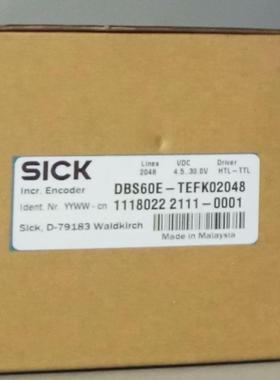 Lines VDC Driver
2048 4.5..30.0V HTL-TTL
SICK
Incr. Encoder DBS60E-TEFK02048
Ident. Nr. YYWW-cn 1118022 2111-0001
Sick, D-79183 Waldkirch
Made in Malaysia